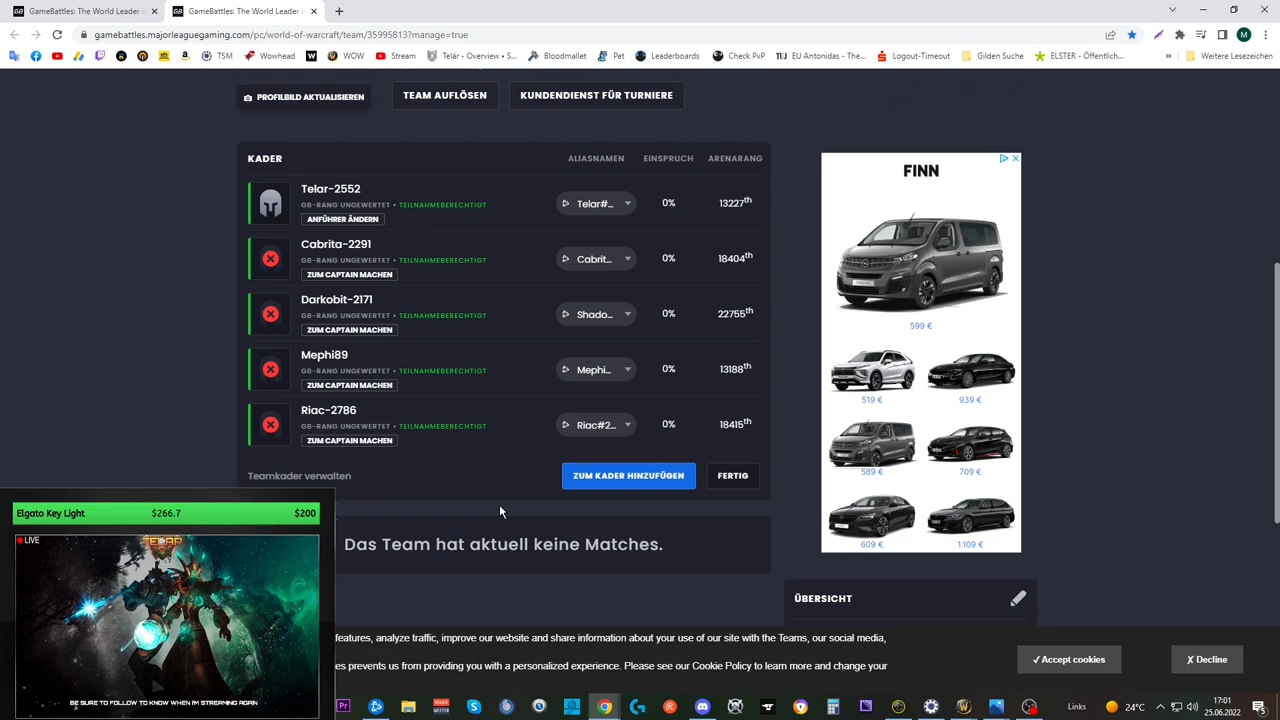 GameBattles: The World Leader i
GameBattles: The World Leader in
gamebattles.majorleaguegaming.com/pc/world-of-warcraft/team/35995813?manage=true
M
TSM Wowhead WOW Stream Telár - Overview - S... Bloodmallet Pet Leaderboards Check PvP EU Antonidas - The... Logout-Timeout Gilden Suche ELSTER - Öffentlich... Weitere Lesezeichen
PROFILBILD AKTUALISIEREN
TEAM AUFLÖSEN
KUNDENDIENST FÜR TURNIERE
KADER ALIASNAMEN EINSPRUCH ARENARANG
Telar-2552
GB-RANG UNGEWERTET • TEILNAHMEBERECHTIGT
ANFÜHRER ÄNDERN
Telar#... 0% 13227th
Cabrita-2291
GB-RANG UNGEWERTET • TEILNAHMEBERECHTIGT
ZUM CAPTAIN MACHEN
Cabrit... 0% 18404th
Darkobit-2171
GB-RANG UNGEWERTET • TEILNAHMEBERECHTIGT
ZUM CAPTAIN MACHEN
Shado... 0% 22755th
Mephi89
GB-RANG UNGEWERTET • TEILNAHMEBERECHTIGT
ZUM CAPTAIN MACHEN
Mephi... 0% 13188th
Riac-2786
GB-RANG UNGEWERTET • TEILNAHMEBERECHTIGT
ZUM CAPTAIN MACHEN
Riac#2... 0% 18415th
Teamkader verwalten
ZUM KADER HINZUFÜGEN
FERTIG
FINN
599 €
519 € 939 €
589 € 709 €
609 € 1.109 €
Elgato Key Light $266.7 $200
LIVE
TELAR
BE SURE TO FOLLOW TO KNOW WHEN I'M STREAMING AGAIN
Das Team hat aktuell keine Matches.
ÜBERSICHT
features, analyze traffic, improve our website and share information about your use of our site with the Teams, our social media,
es prevents us from providing you with a personalized experience. Please see our Cookie Policy to learn more and change your
✓ Accept cookies
✗ Decline
Links 24°C
17:01
25.06.2022